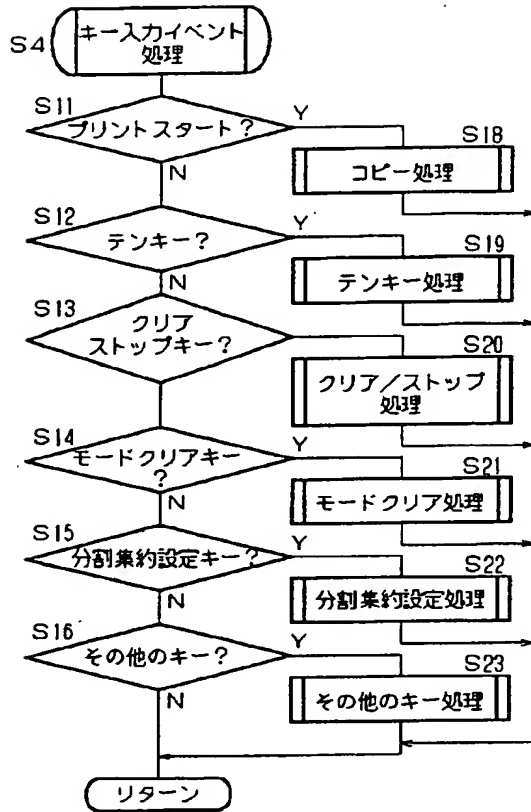 S4
キー入力イベント
処理
S11
プリントスタート?
Y
N
S18
コピー処理
S12
テンキー?
Y
N
S19
テンキー処理
S13
クリア
ストップキー?
S20
クリア/ストップ
処理
S14
モードクリアキー
?
Y
N
S21
モードクリア処理
S15
分割集約設定キー?
Y
N
S22
分割集約設定処理
S16
その他のキー?
Y
N
S23
その他のキー処理
リターン